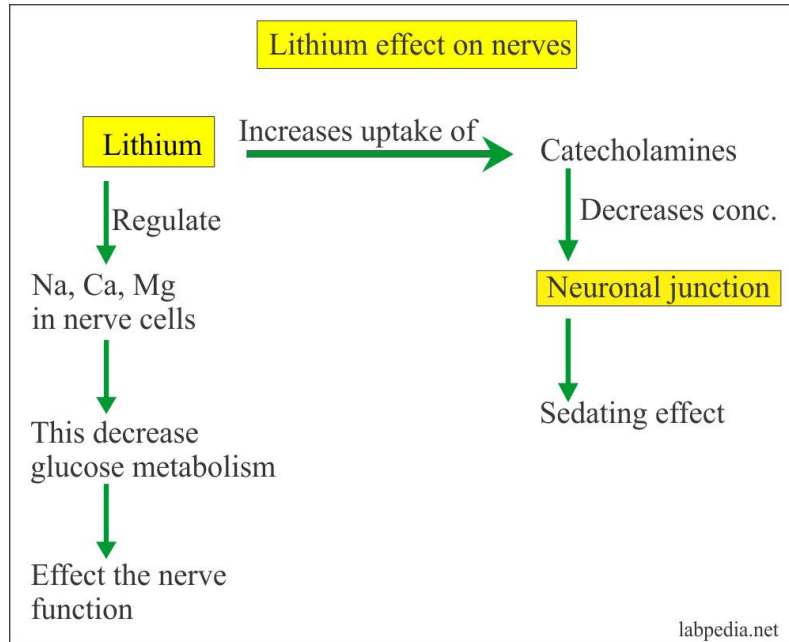 Lithium effect on nerves
Lithium
Increases uptake of
Catecholamines
Regulate
Decreases conc.
Na, Ca, Mg
in nerve cells
Neuronal junction
This decrease
glucose metabolism
Sedating effect
Effect the nerve
function
labpedia.net